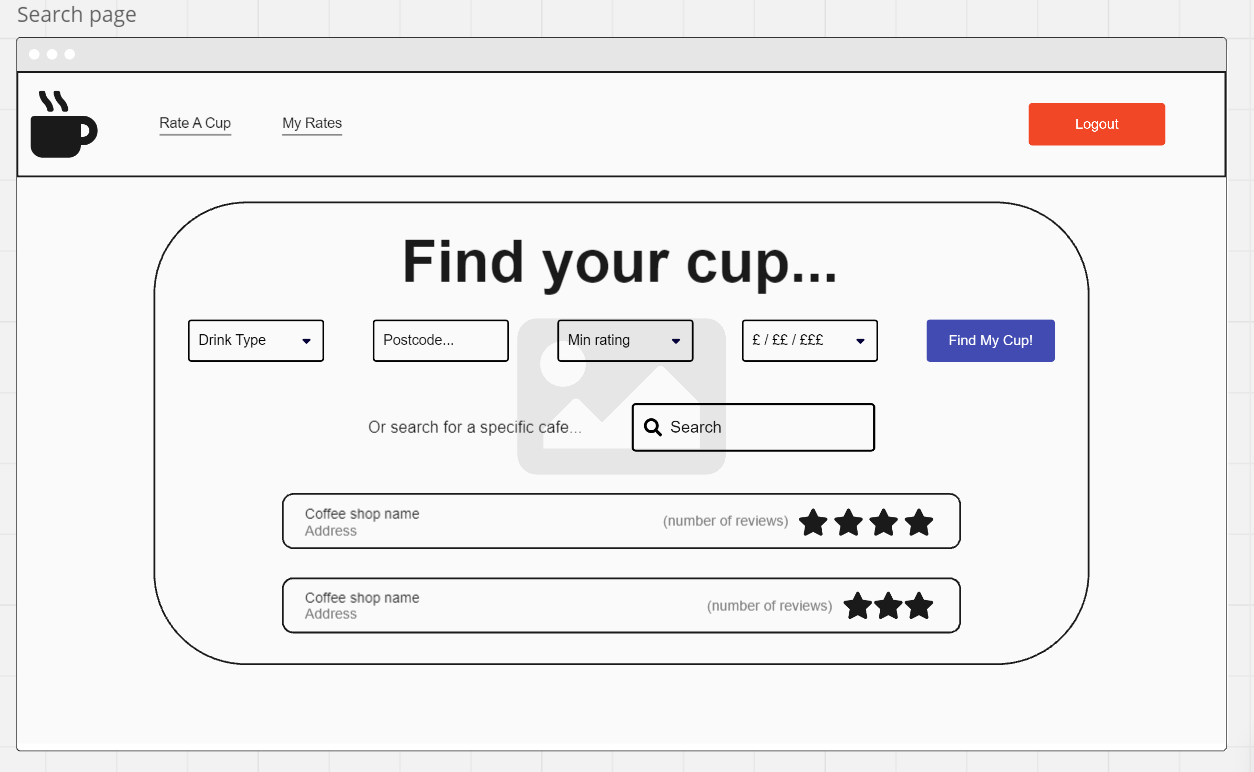 Search page
Rate A Cup
My Rates
Logout
Find your cup...
Drink Type
Postcode...
Min rating
£ / ££ / £££
Find My Cup!
Or search for a specific cafe...
Search
Coffee shop name
Address
(number of reviews)
Coffee shop name
Address
(number of reviews)